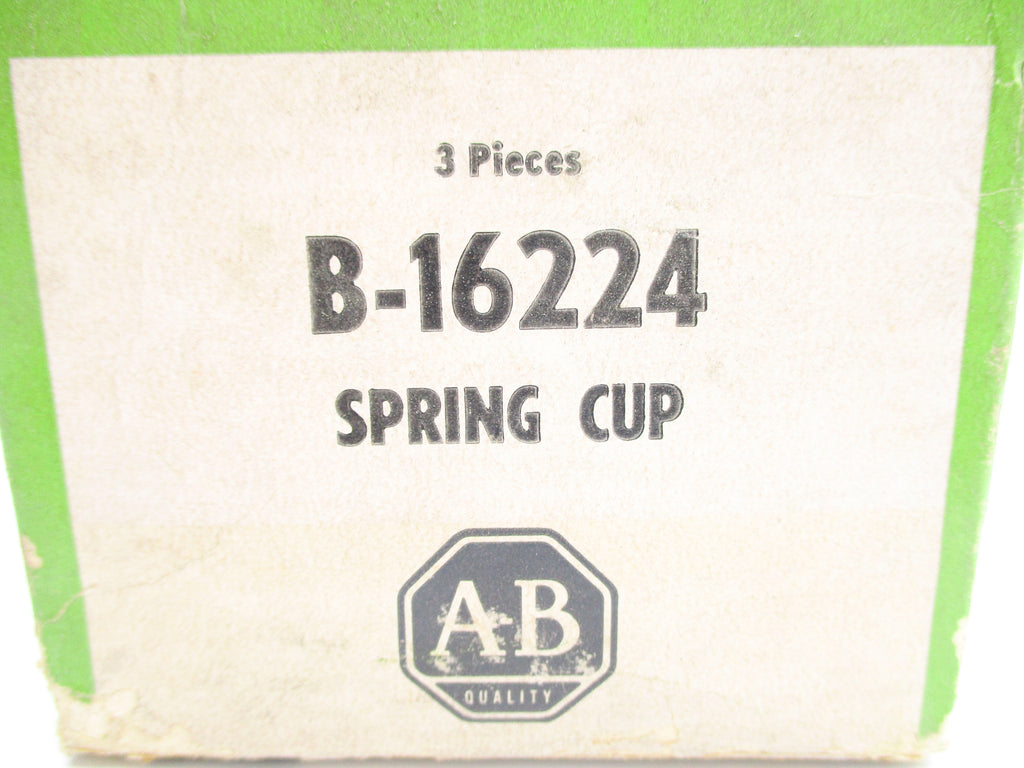 3 Pieces
B-16224
SPRING CUP
A-B
QUALITY